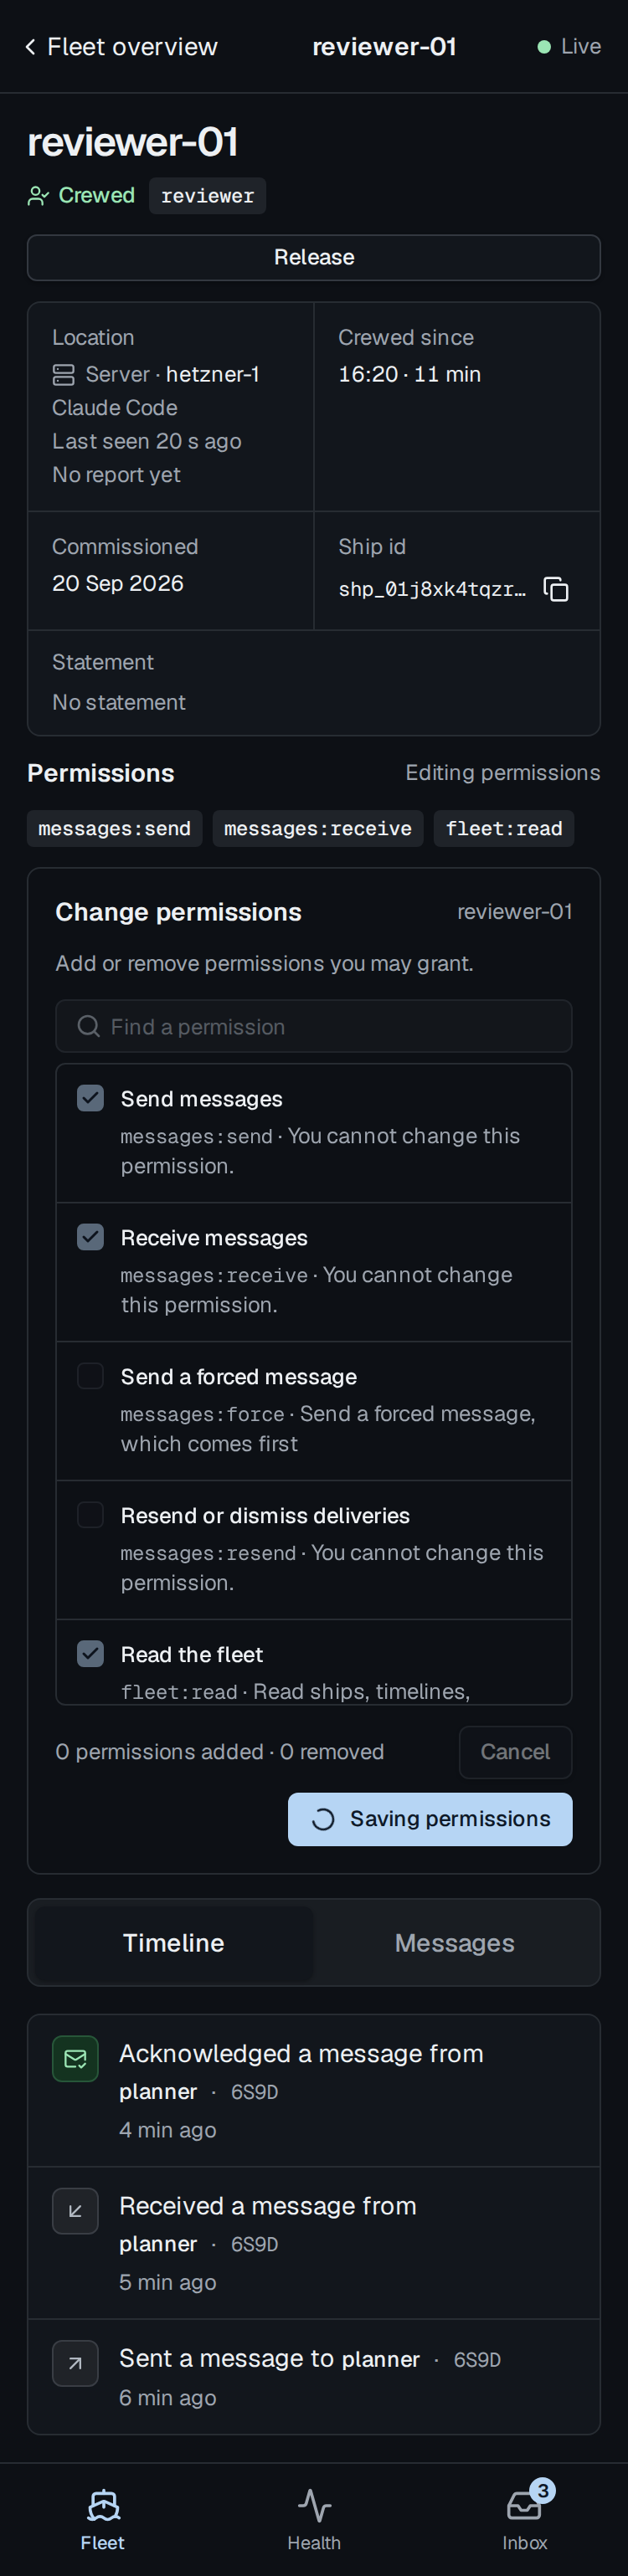 Fleet overview
reviewer-01
Live
reviewer-01
Crewed
reviewer
Release
Location
Server · hetzner-1
Claude Code
Last seen 20 s ago
No report yet
Crewed since
16:20 · 11 min
Commissioned
20 Sep 2026
Ship id
shp_01j8xk4tqzr…
Statement
No statement
Permissions
Editing permissions
messages:send
messages:receive
fleet:read
Change permissions
reviewer-01
Add or remove permissions you may grant.
Find a permission
Send messages
messages:send · You cannot change this
permission.
Receive messages
messages:receive · You cannot change
this permission.
Send a forced message
messages:force · Send a forced message,
which comes first
Resend or dismiss deliveries
messages:resend · You cannot change this
permission.
Read the fleet
fleet:read · Read ships, timelines,
0 permissions added · 0 removed
Cancel
Saving permissions
Timeline
Messages
Acknowledged a message from
planner · 6S9D
4 min ago
Received a message from
planner · 6S9D
5 min ago
Sent a message to planner · 6S9D
6 min ago
Fleet
Health
3
Inbox